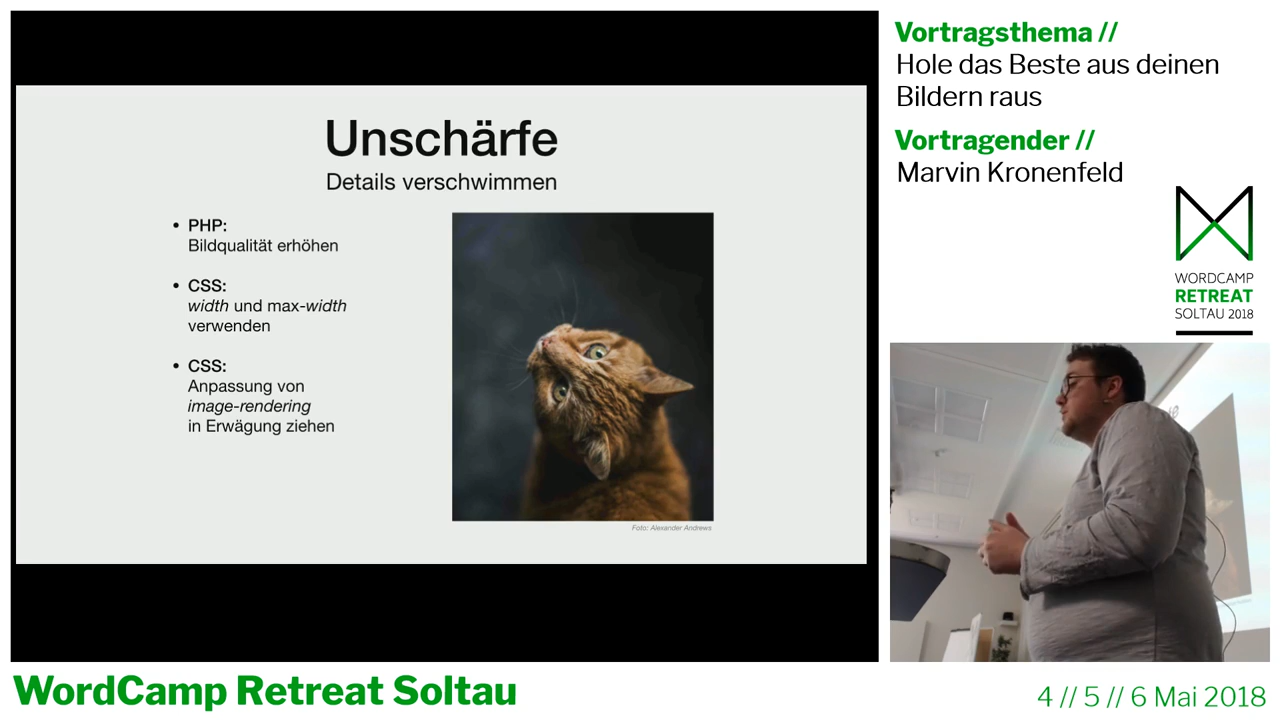 Unschärfe
Details verschwimmen
• PHP:
Bildqualität erhöhen
• CSS:
width und max-width
verwenden
• CSS:
Anpassung von
image-rendering
in Erwägung ziehen
Foto: Alexander Andrews
Vortragsthema //
Hole das Beste aus deinen
Bildern raus
Vortragender //
Marvin Kronenfeld
WORDCAMP
RETREAT
SOLTAU 2018
WordCamp Retreat Soltau
4 // 5 // 6 Mai 2018